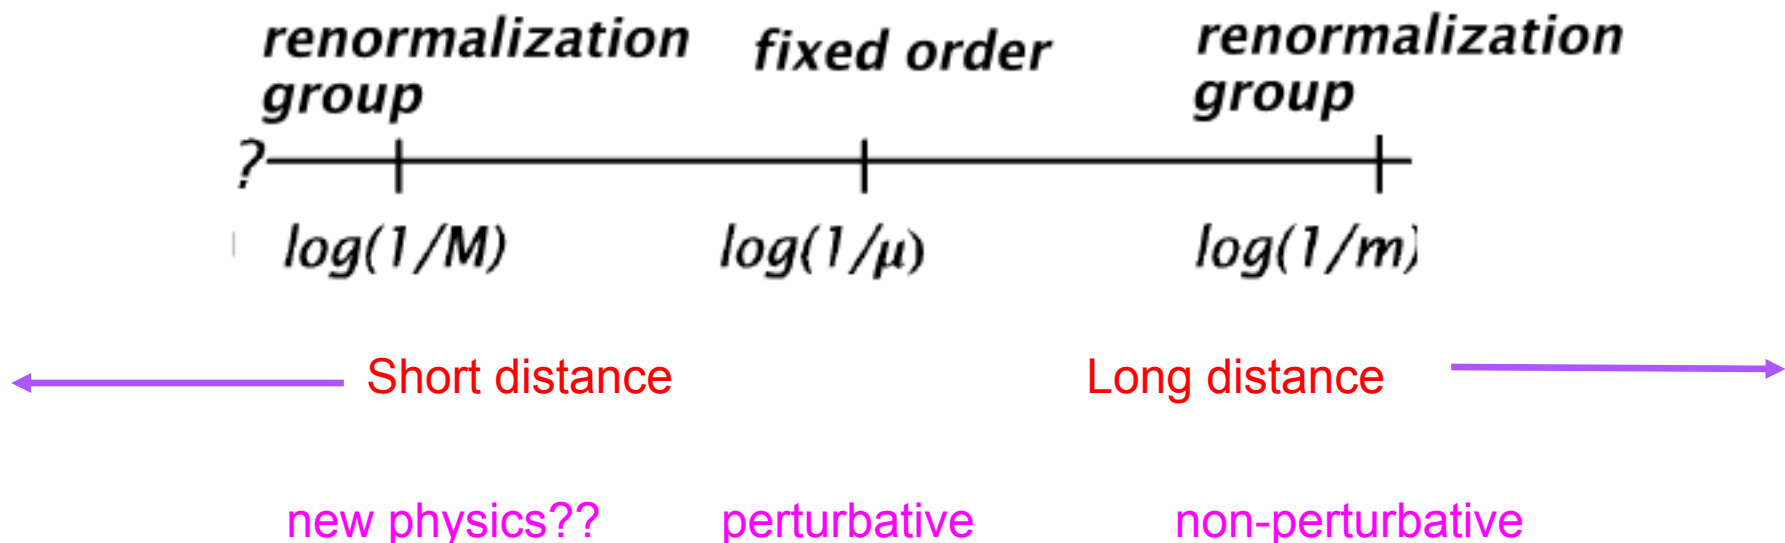 renormalization group
fixed order
renormalization group
?
log(1/M)
log(1/μ)
log(1/m)
Short distance
Long distance
new physics??
perturbative
non-perturbative